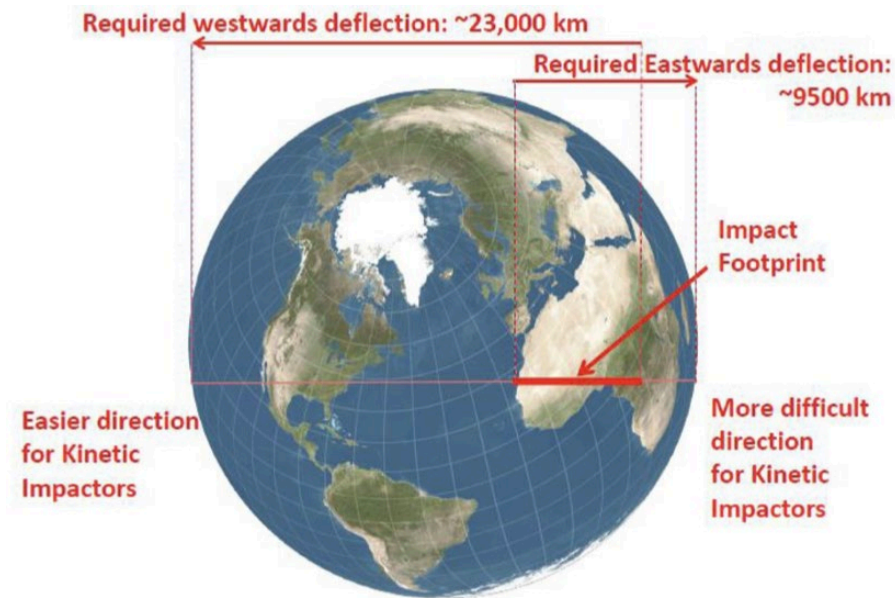 Required westwards deflection: ~23,000 km
Required Eastwards deflection:
~9500 km
Impact
Footprint
Easier direction
for Kinetic
Impactors
More difficult
direction
for Kinetic
Impactors